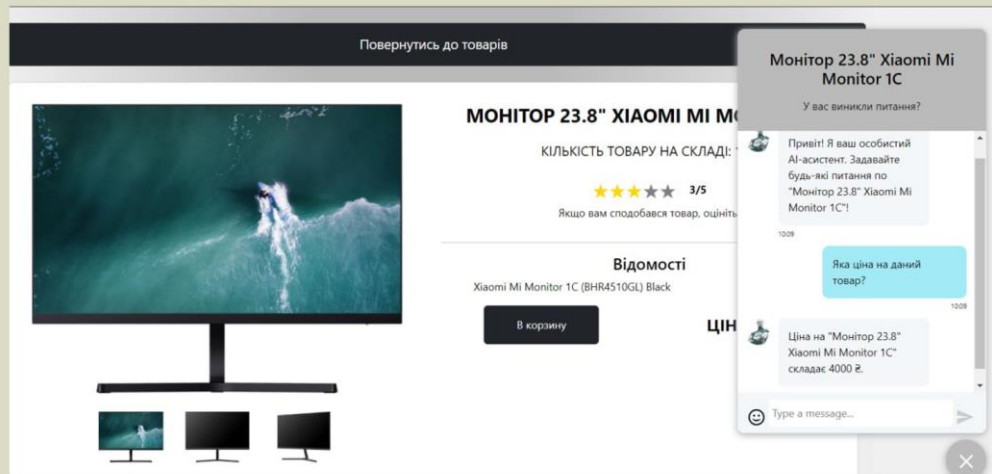 Повернутись до товарів
МОНІТОР 23.8" XIAOMI MI
КІЛЬКІСТЬ ТОВАРУ НА СКЛАДІ:
3/5
Якщо вам сподобався товар, оцініть
Відомості
Xiaomi Mi Monitor 1C (BHR4510GL) Black
В корзину
Монітор 23.8" Xiaomi Mi
Monitor 1C
У вас виникли питання?
Привіт! Я ваш особистий
AI-асистент. Задавайте
будь-які питання по
"Монітор 23.8" Xiaomi Mi
Monitor 1C"!
10:09
Яка ціна на даний
товар?
10:09
Ціна на "Монітор 23.8"
Xiaomi Mi Monitor 1C"
складає 4000 ₴.
Type a message...